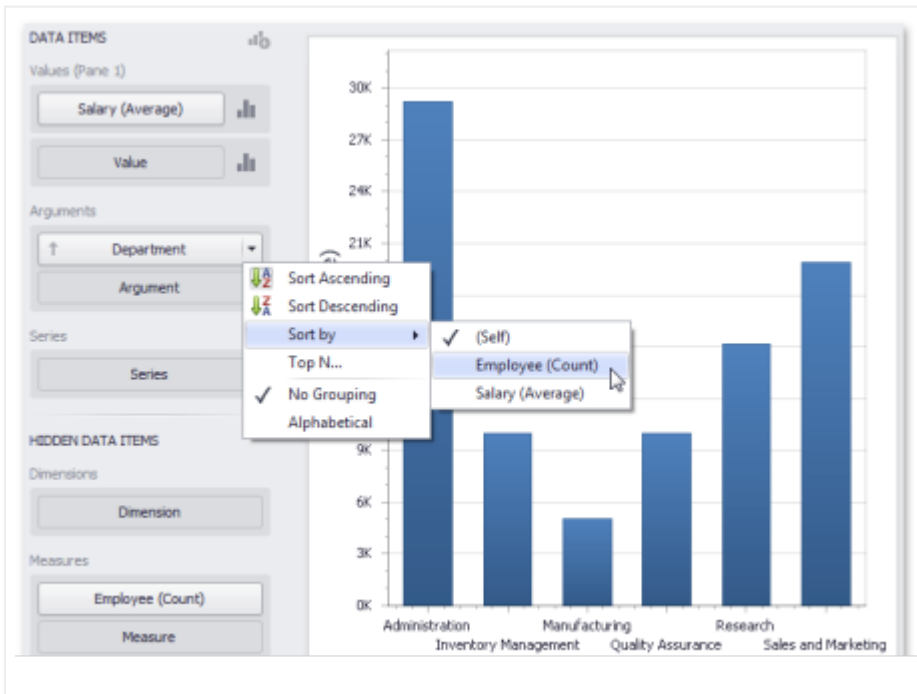 DATA ITEMS
Values (Pane 1)
Salary (Average)
Value
Arguments
Department
Argument
Series
Series
HIDDEN DATA ITEMS
Dimensions
Dimension
Measures
Employee (Count)
Measure
Sort Ascending
Sort Descending
Sort by
Top N...
No Grouping
Alphabetical
(Self)
Employee (Count)
Salary (Average)
30K
27K
24K
21K
9K
6K
3K
0K
Administration Manufacturing Research
Inventory Management Quality Assurance Sales and Marketing